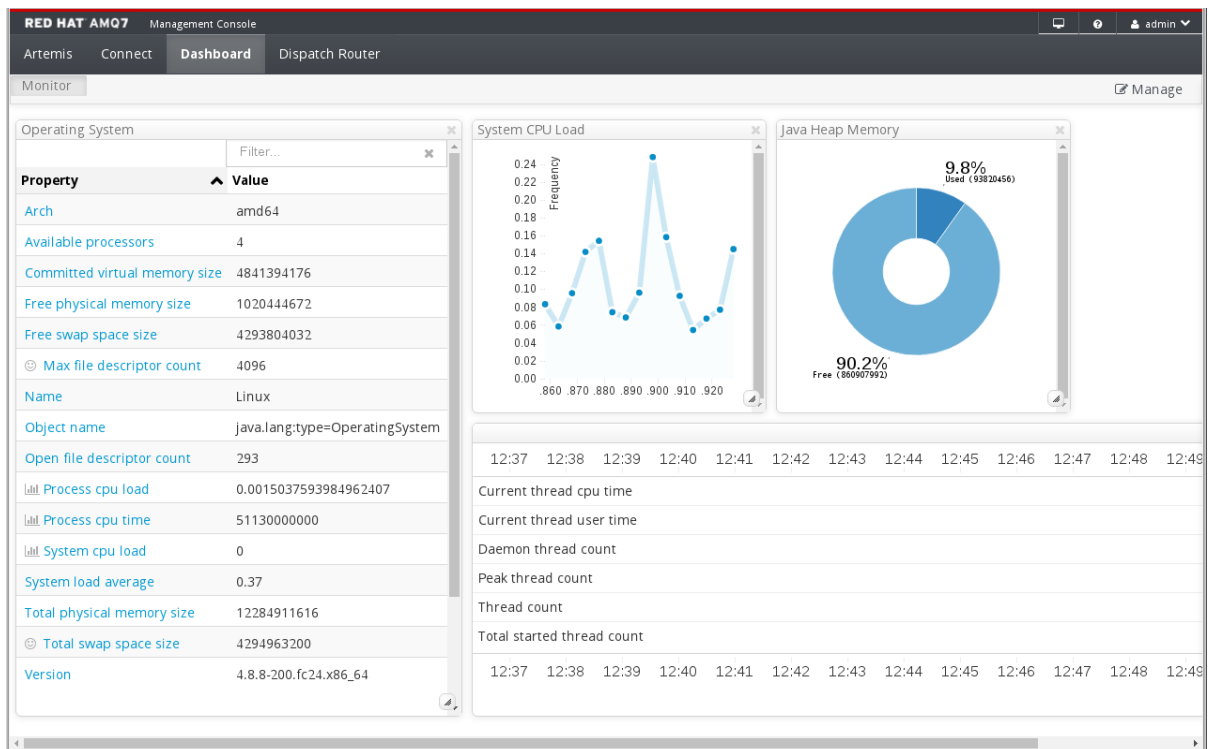 RED HAT AMQ7 Management Console admin
Artemis Connect Dashboard Dispatch Router
Monitor Manage
Operating System
Filter...
Property Value
Arch amd64
Available processors 4
Committed virtual memory size 4841394176
Free physical memory size 1020444672
Free swap space size 4293804032
Max file descriptor count 4096
Name Linux
Object name java.lang:type=OperatingSystem
Open file descriptor count 293
Process cpu load 0.0015037593984962407
Process cpu time 51130000000
System cpu load 0
System load average 0.37
Total physical memory size 12284911616
Total swap space size 4294963200
Version 4.8.8-200.fc24.x86_64
System CPU Load
Frequency
0.24
0.22
0.20
0.18
0.16
0.14
0.12
0.10
0.08
0.06
0.04
0.02
0.00
.860 .870 .880 .890 .900 .910 .920
Java Heap Memory
9.8%
Used (93820456)
90.2%
Free (860907992)
12:37 12:38 12:39 12:40 12:41 12:42 12:43 12:44 12:45 12:46 12:47 12:48 12:49
Current thread cpu time
Current thread user time
Daemon thread count
Peak thread count
Thread count
Total started thread count
12:37 12:38 12:39 12:40 12:41 12:42 12:43 12:44 12:45 12:46 12:47 12:48 12:49